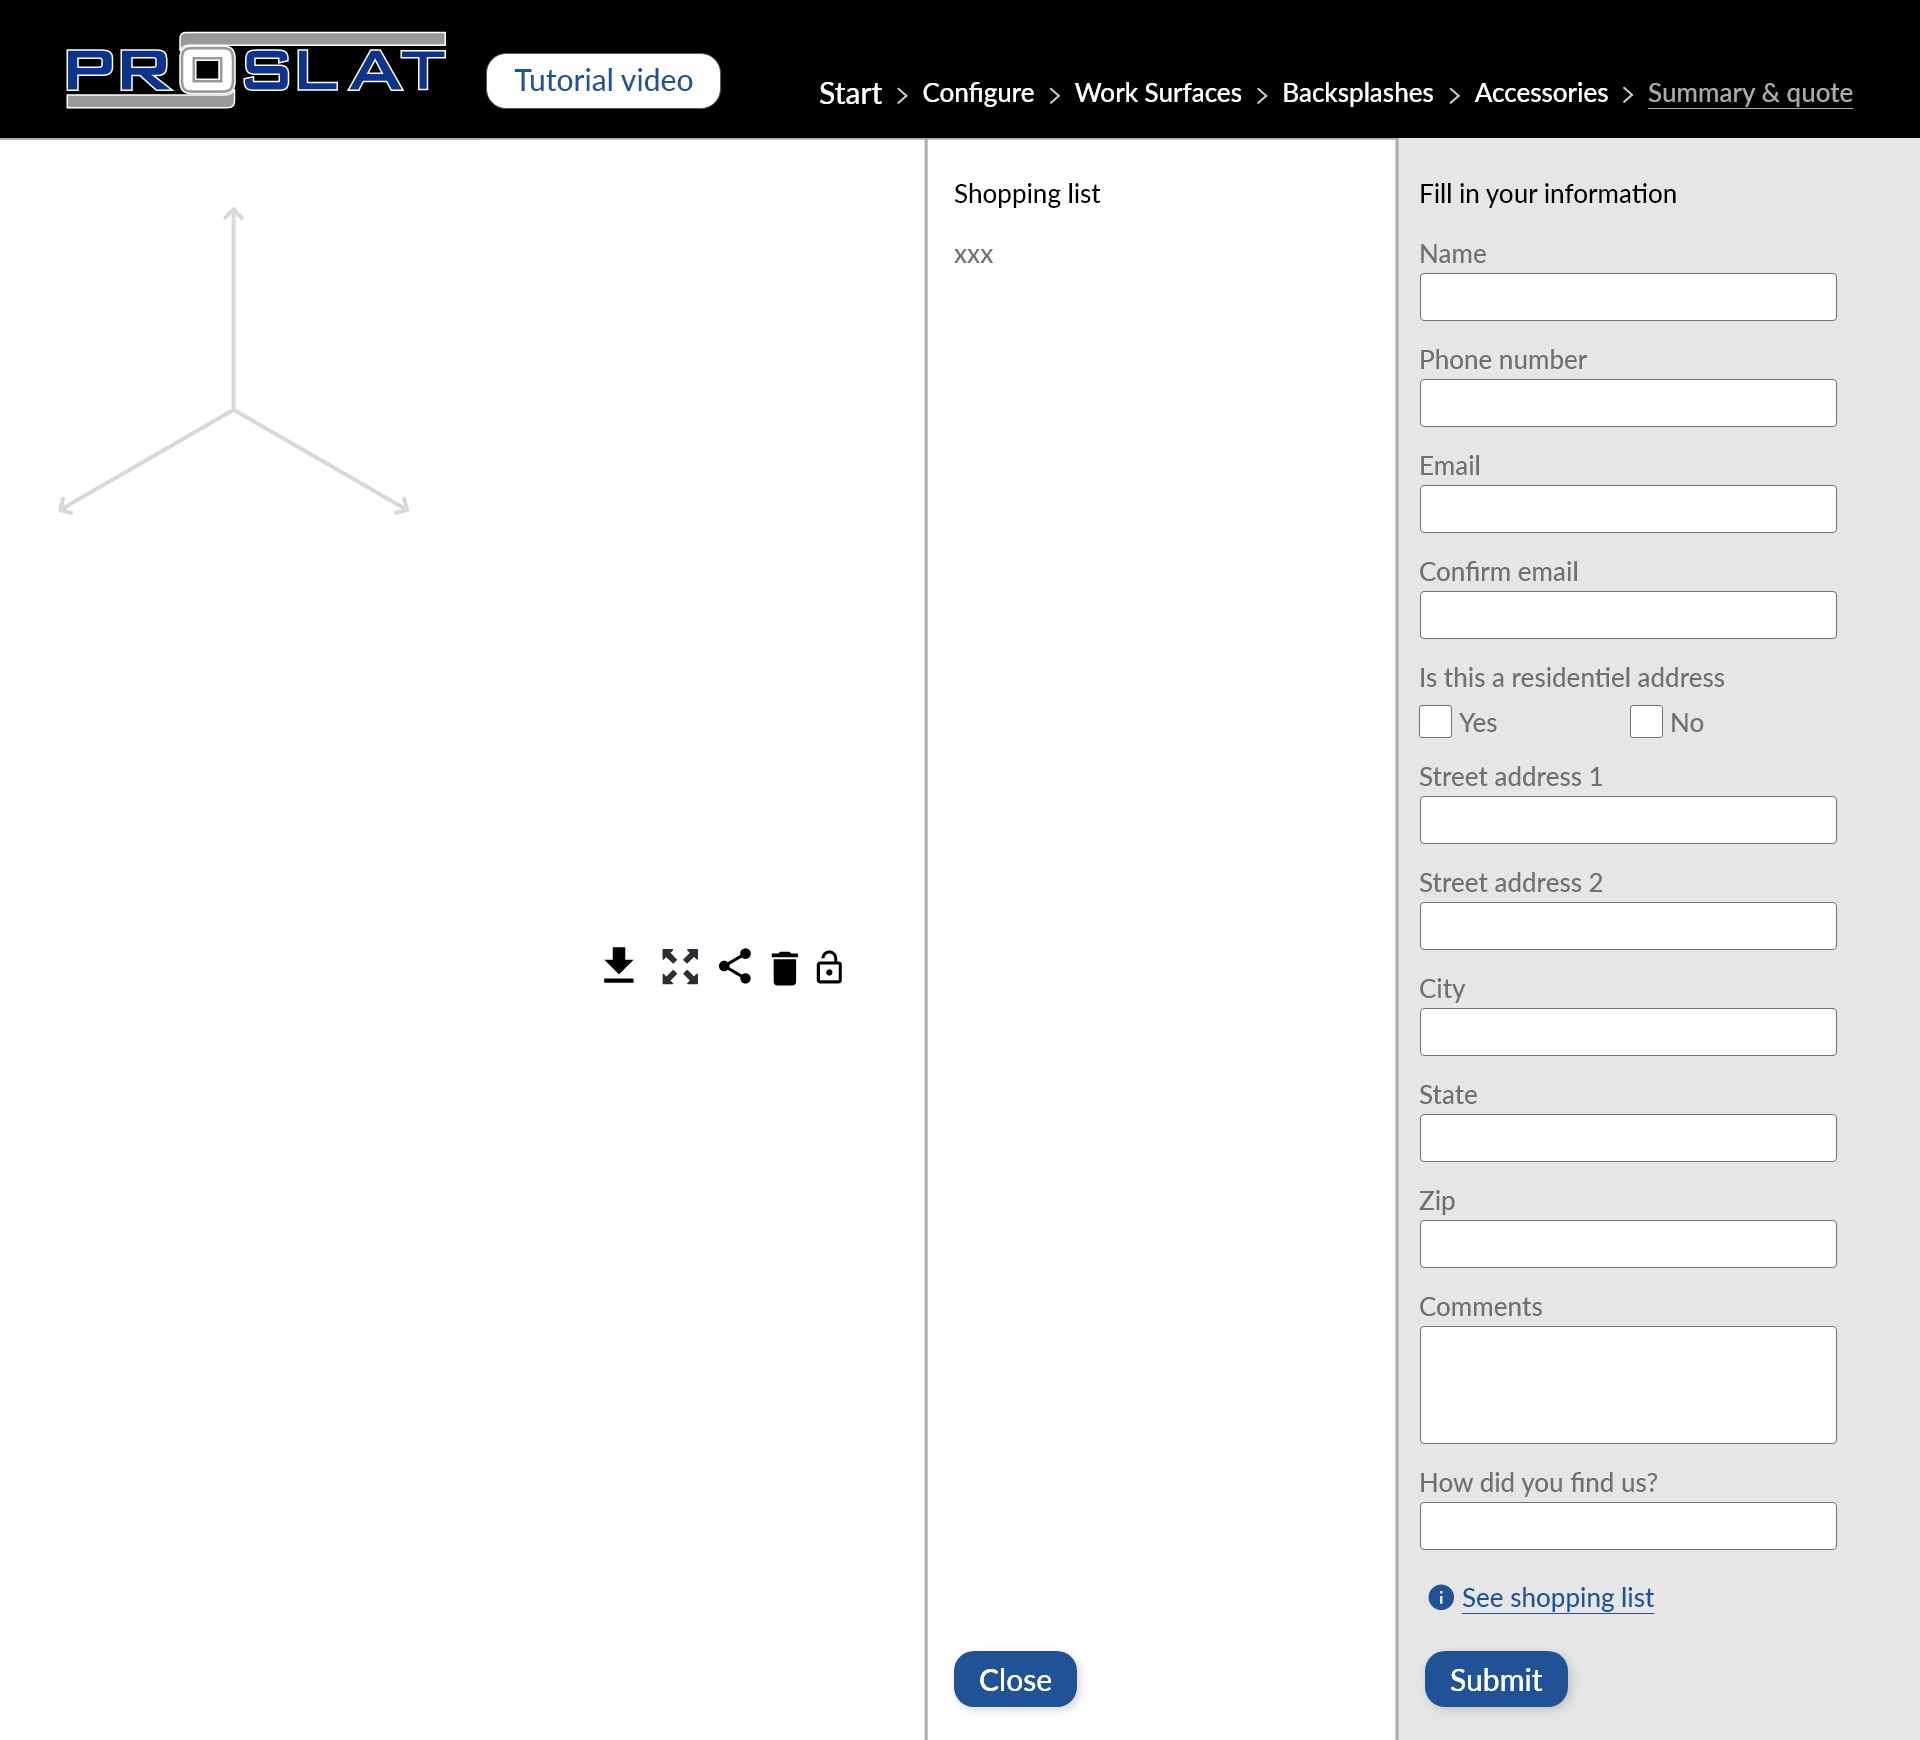 PROSLAT
Tutorial video
Start > Configure > Work Surfaces > Backsplashes > Accessories > Summary & quote
Shopping list
xxx
Close
Fill in your information
Name
Phone number
Email
Confirm email
Is this a residentiel address
Yes No
Street address 1
Street address 2
City
State
Zip
Comments
How did you find us?
See shopping list
Submit